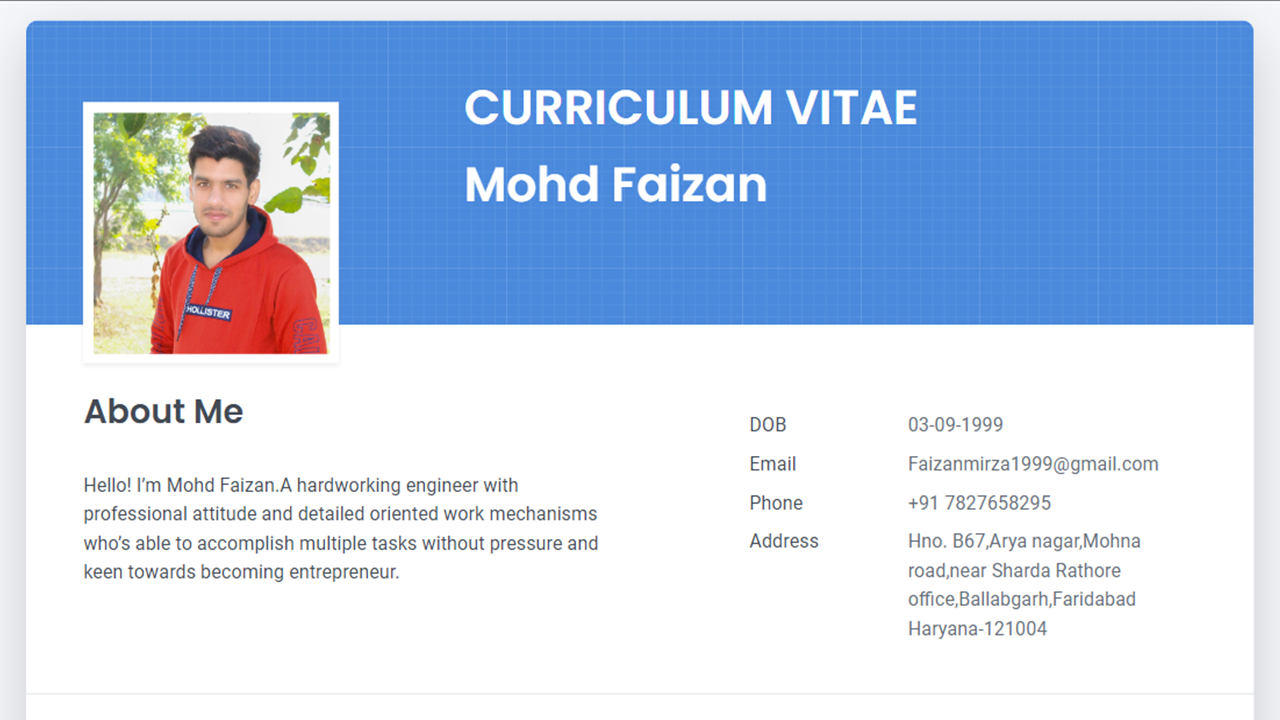 CURRICULUM VITAE
Mohd Faizan
HOLLISTER
About Me
Hello! I’m Mohd Faizan.A hardworking engineer with
professional attitude and detailed oriented work mechanisms
who’s able to accomplish multiple tasks without pressure and
keen towards becoming entrepreneur.
DOB 03-09-1999
Email Faizanmirza1999@gmail.com
Phone +91 7827658295
Address Hno. B67,Arya nagar,Mohna
road,near Sharda Rathore
office,Ballabgarh,Faridabad
Haryana-121004